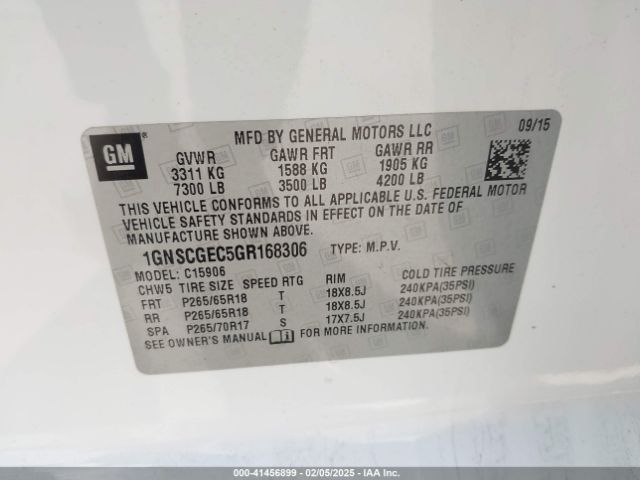 GM
MFD BY GENERAL MOTORS LLC 09/15
GVWR GAWR FRT GAWR RR
3311 KG 1588 KG 1905 KG
7300 LB 3500 LB 4200 LB
THIS VEHICLE CONFORMS TO ALL APPLICABLE U.S. FEDERAL MOTOR
VEHICLE SAFETY STANDARDS IN EFFECT ON THE DATE OF
MANUFACTURE SHOWN ABOVE.
1GNSCGEC5GR168306 TYPE: M.P.V.
MODEL: C15906
CHW5 TIRE SIZE SPEED RTG RIM COLD TIRE PRESSURE
FRT P265/65R18 T 18X8.5J 240KPA(35PSI)
RR P265/65R18 T 18X8.5J 240KPA(35PSI)
SPA P265/70R17 S 17X7.5J 240KPA(35PSI)
SEE OWNER'S MANUAL FOR MORE INFORMATION.
000-41456899 - 02/05/2025 - IAA Inc.